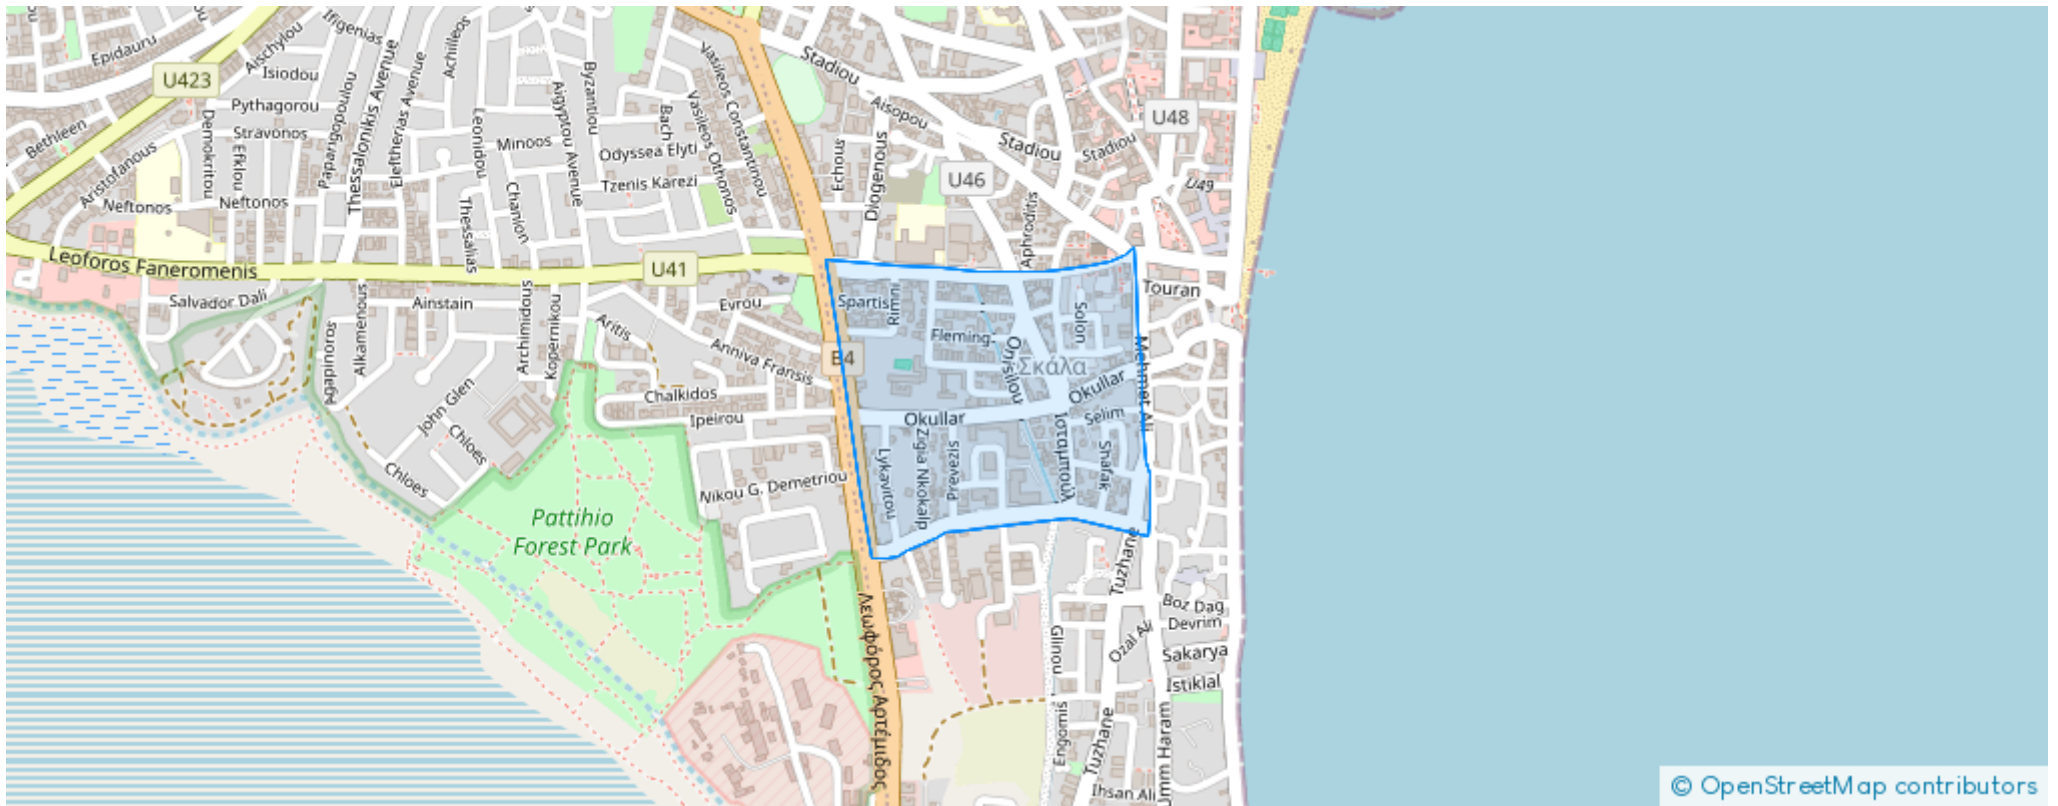 Ifigenias
Achilleos
Epidauru
Aischylou
Isiodou
U423
Pythagorou
Stravonos
Demokritou
Efkliou
Papanqopoulou
Thessalonikis Avenue
Eleftherias Avenue
Leonidou
Minoos
Aigyptou Avenue
Byzantiou
Bach
Odyssea Elyti
Tzenis Karezi
Vasileos Constantinou
Vasileos Othonos
Stadiou
Aisopou
Stadiou
Stadiou
U48
U46
U49
Echous
Diogenous
Aphroditis
Bethleen
Aristofanous
Neftonos
Neftonos
Thessalias
Chanion
Leoforos Faneromenis
U41
Salvador Dali
Alkamenous
Agapinoros
Ainstain
Archimidous
Kopernikou
Aritis
Evrou
Anniva Fransis
Chalkidos
Ipeirou
John Glen
Chloes
Chloes
B4
Spartis
Rimni
Fleming
Onisilou
Solon
Σκάλα
Touran
Mehmet Ali
Okullar
Okullar
Selim
Lykavitou
Zigia Nkokalp
Prevezis
Ισταμπούλ
Shafak
Nikou G. Demetriou
Pattihio
Forest Park
Λεωφόρος Αρτέμιδος
Tuzhane
Boz Dag
Devrim
Ozal Ali
Glinou
Sakarya
Istiklal
Engomis
Tuzhane
Umm Haram
Ihsan Ali
© OpenStreetMap contributors